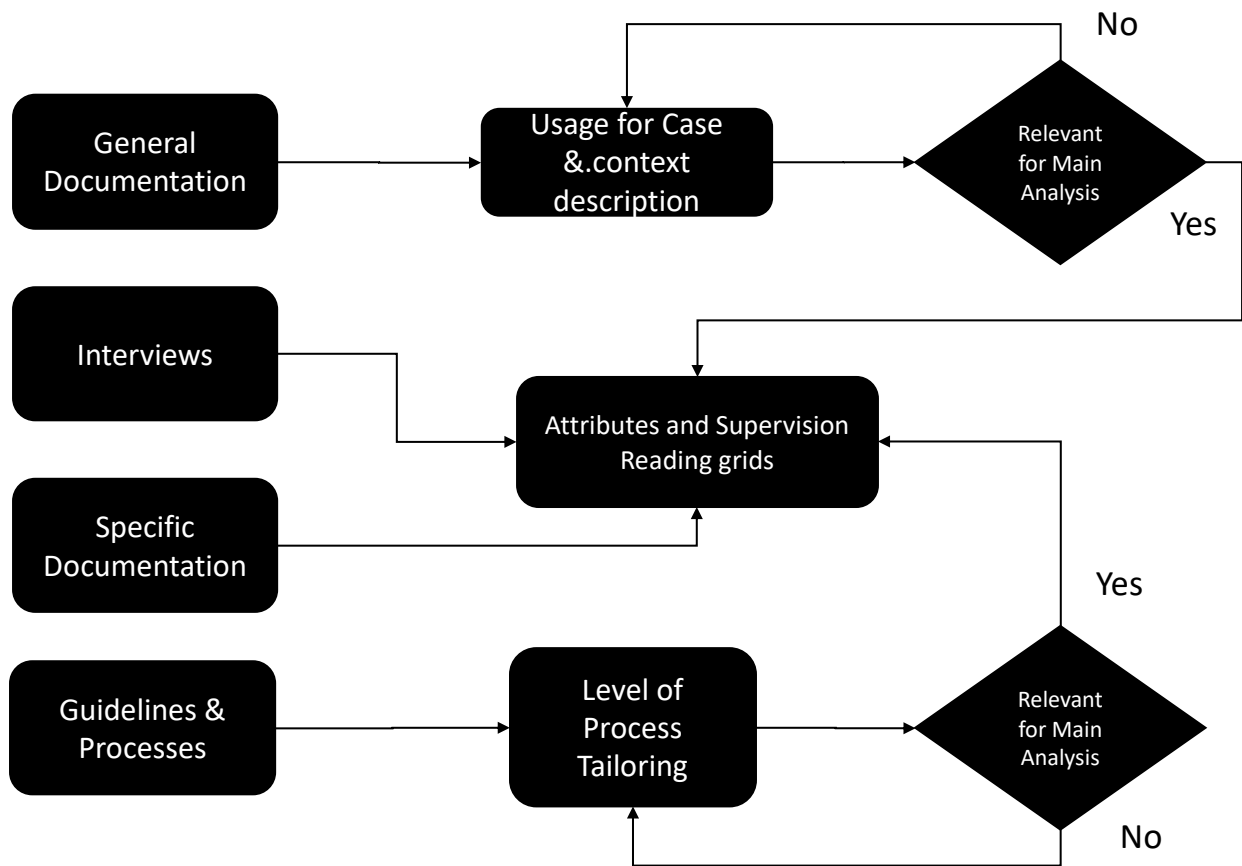 No
General
Documentation
Usage for Case
&.context
description
Relevant
for Main
Analysis
Yes
Interviews
Attributes and Supervision
Reading grids
Specific
Documentation
Yes
Guidelines &
Processes
Level of
Process
Tailoring
Relevant
for Main
Analysis
No